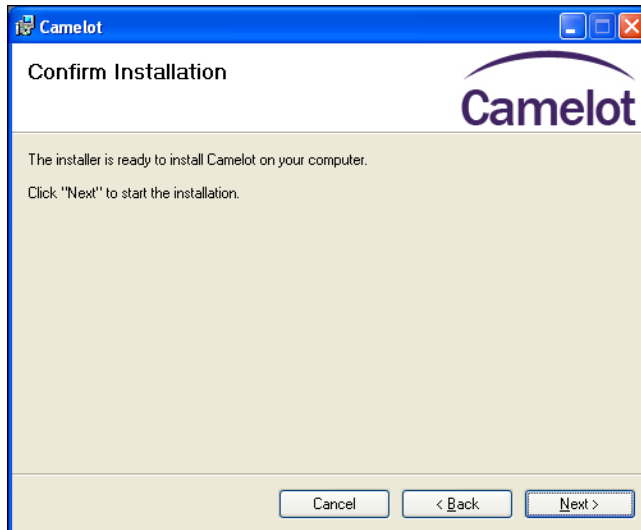 Camelot
Confirm Installation
Camelot
The installer is ready to install Camelot on your computer.
Click "Next" to start the installation.
Cancel
< Back
Next >